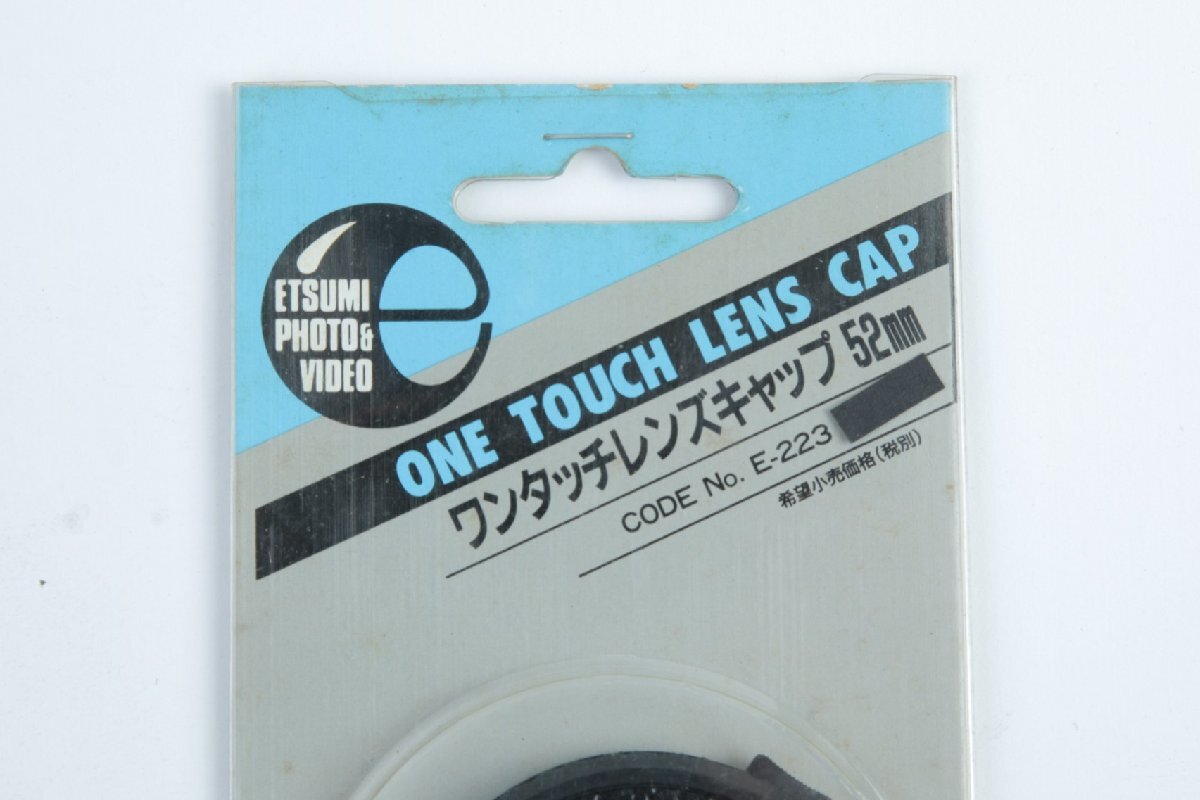 ETSUMI
PHOTO&
VIDEO
e
ONE TOUCH LENS CAP
ワンタッチレンズキャップ 52mm
CODE No. E-223
希望小売価格(税別)